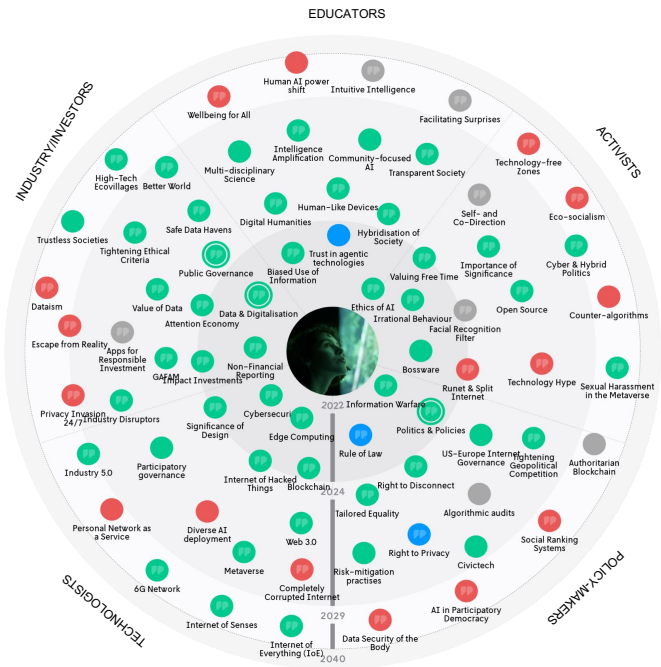 EDUCATORS
Human AI power
shift
Intuitive Intelligence
Wellbeing for All
Facilitating Surprises
INDUSTRY/INVESTORS
ACTIVISTS
Intelligence
Amplification
Community-focused
AI
Technology-free
Zones
Multi-disciplinary
Science
Transparent Society
High-Tech
Ecovillages
Better World
Human-Like Devices
Self- and
Co-Direction
Eco-socialism
Digital Humanities
Safe Data Havens
Hybridisation of
Society
Trustless Societies
Tightening Ethical
Criteria
Trust in agentic
technologies
Importance of
Significance
Cyber & Hybrid
Politics
Public Governance
Biased Use of
Information
Valuing Free Time
Dataism
Value of Data
Data & Digitalisation
Ethics of AI
Irrational Behaviour
Open Source
Counter-algorithms
Attention Economy
Facial Recognition
Filter
Escape from Reality
Apps for
Responsible
Investment
GAFAM
Impact Investments
Non-Financial
Reporting
Bossware
Runet & Split
Internet
Technology Hype
Sexual Harassment
in the Metaverse
Privacy Invasion
24/7
Industry Disruptors
Significance of
Design
Cybersecuri
2022
Information Warfare
Edge Computing
Politics & Policies
Rule of Law
US-Europe Internet
Governance
Tightening
Geopolitical
Competition
Authoritarian
Blockchain
Industry 5.0
Participatory
governance
Internet of Hacked
Things
Blockchain
2024
Right to Disconnect
Tailored Equality
Algorithmic audits
Personal Network as
a Service
Diverse AI
deployment
Web 3.0
Right to Privacy
Social Ranking
Systems
Metaverse
Risk-mitigation
practises
Civictech
POLICY-MAKERS
TECHNOLOGISTS
6G Network
Completely
Corrupted Internet
AI in Participatory
Democracy
Internet of Senses
2029
Internet of
Everything (IoE)
Data Security of the
Body
2040